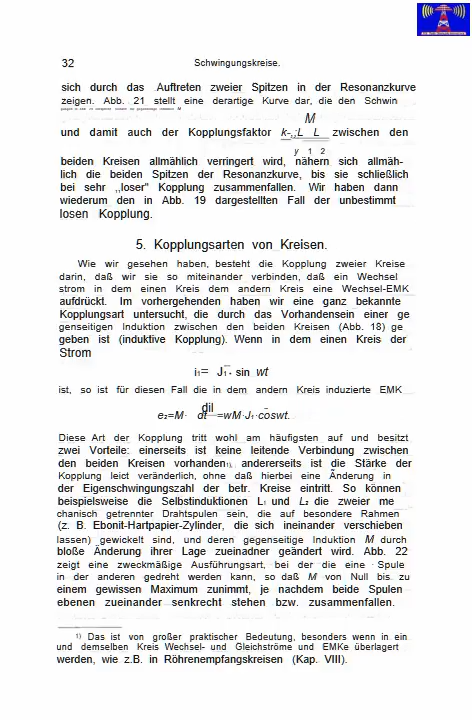 32
Schwingungskreise.
sich durch das Auftreten zweier Spitzen in der Resonanzkurve
zeigen. Abb. 21 stellt eine derartige Kurve dar, die den Schwin
M
und damit auch der Kopplungsfaktor k-,;L L zwischen den
y 1 2
beiden Kreisen allmählich verringert wird, nähern sich allmäh-
lich die beiden Spitzen der Resonanzkurve, bis sie schließlich
bei sehr ,,loser" Kopplung zusammenfallen. Wir haben dann
wiederum den in Abb. 19 dargestellten Fall der unbestimmt
losen Kopplung.
5. Kopplungsarten von Kreisen.
Wie wir gesehen haben, besteht die Kopplung zweier Kreise
darin, daß wir sie so miteinander verbinden, daß ein Wechsel
strom in dem einen Kreis dem andern Kreis eine Wechsel-EMK
aufdrückt. Im vorhergehenden haben wir eine ganz bekannte
Kopplungsart untersucht, die durch das Vorhandensein einer ge
genseitigen Induktion zwischen den beiden Kreisen (Abb. 18) ge
geben ist (induktive Kopplung). Wenn in dem einen Kreis der
Strom
i₁= J₁· sin wt
ist, so ist für diesen Fall die in dem andern Kreis induzierte EMK
dil
e₂=M· dt =wM·J₁·coswt.
Diese Art der Kopplung tritt wohl am häufigsten auf und besitzt
zwei Vorteile: einerseits ist keine leitende Verbindung zwischen
den beiden Kreisen vorhanden¹), andererseits ist die Stärke der
Kopplung leicht veränderlich, ohne daß hierbei eine Änderung in
der Eigenschwingungszahl der betr. Kreise eintritt. So können
beispielsweise die Selbstinduktionen L₁ und L₂ die zweier me
chanisch getrennter Drahtspulen sein, die auf besondere Rahmen
(z. B. Ebonit-Hartpapier-Zylinder, die sich ineinander verschieben
lassen) gewickelt sind, und deren gegenseitige Induktion M durch
bloße Änderung ihrer Lage zueinadner geändert wird. Abb. 22
zeigt eine zweckmäßige Ausführungsart, bei der die eine Spule
in der anderen gedreht werden kann, so daß M von Null bis zu
einem gewissen Maximum zunimmt, je nachdem beide Spulen
ebenen zueinander senkrecht stehen bzw. zusammenfallen.
¹) Das ist von großer praktischer Bedeutung, besonders wenn in ein
und demselben Kreis Wechsel- und Gleichströme und EMKe überlagert
werden, wie z.B. in Röhrenempfangskreisen (Kap. VIII).